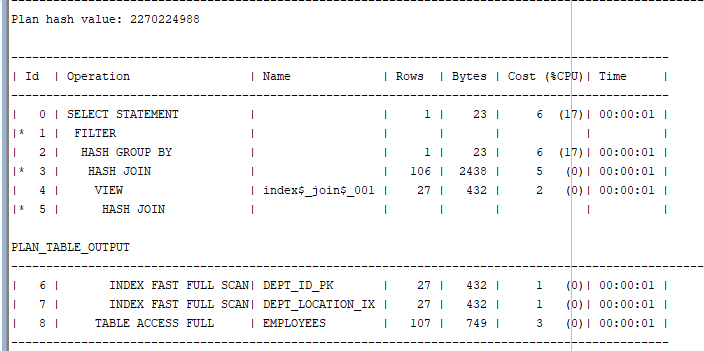 --------------------------------------------------------------------------------
Plan hash value: 2270224988
----------------------------------------------------------------------------------------------
| Id  | Operation                  | Name             | Rows  | Bytes | Cost (%CPU)| Time     |
----------------------------------------------------------------------------------------------
|   0 | SELECT STATEMENT           |                  |     1 |    23 |     6  (17)| 00:00:01 |
|*  1 |  FILTER                    |                  |       |       |            |          |
|   2 |   HASH GROUP BY            |                  |     1 |    23 |     6  (17)| 00:00:01 |
|*  3 |    HASH JOIN               |                  |   106 |  2438 |     5   (0)| 00:00:01 |
|   4 |     VIEW                   | index$_join$_001 |    27 |   432 |     2   (0)| 00:00:01 |
|*  5 |      HASH JOIN             |                  |       |       |            |          |
PLAN_TABLE_OUTPUT
----------------------------------------------------------------------------------------------------
|   6 |       INDEX FAST FULL SCAN| DEPT_ID_PK       |    27 |   432 |     1   (0)| 00:00:01 |
|   7 |       INDEX FAST FULL SCAN| DEPT_LOCATION_IX |    27 |   432 |     1   (0)| 00:00:01 |
|   8 |     TABLE ACCESS FULL      | EMPLOYEES        |   107 |   749 |     3   (0)| 00:00:01 |
----------------------------------------------------------------------------------------------